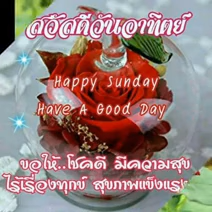 สวัสดีวันอาทิตย์
Happy Sunday
Have A Good Day
ขอให้..โชคดี มีความสุข
ไร้เรื่องทุกข์ สุขภาพแข็งแรง